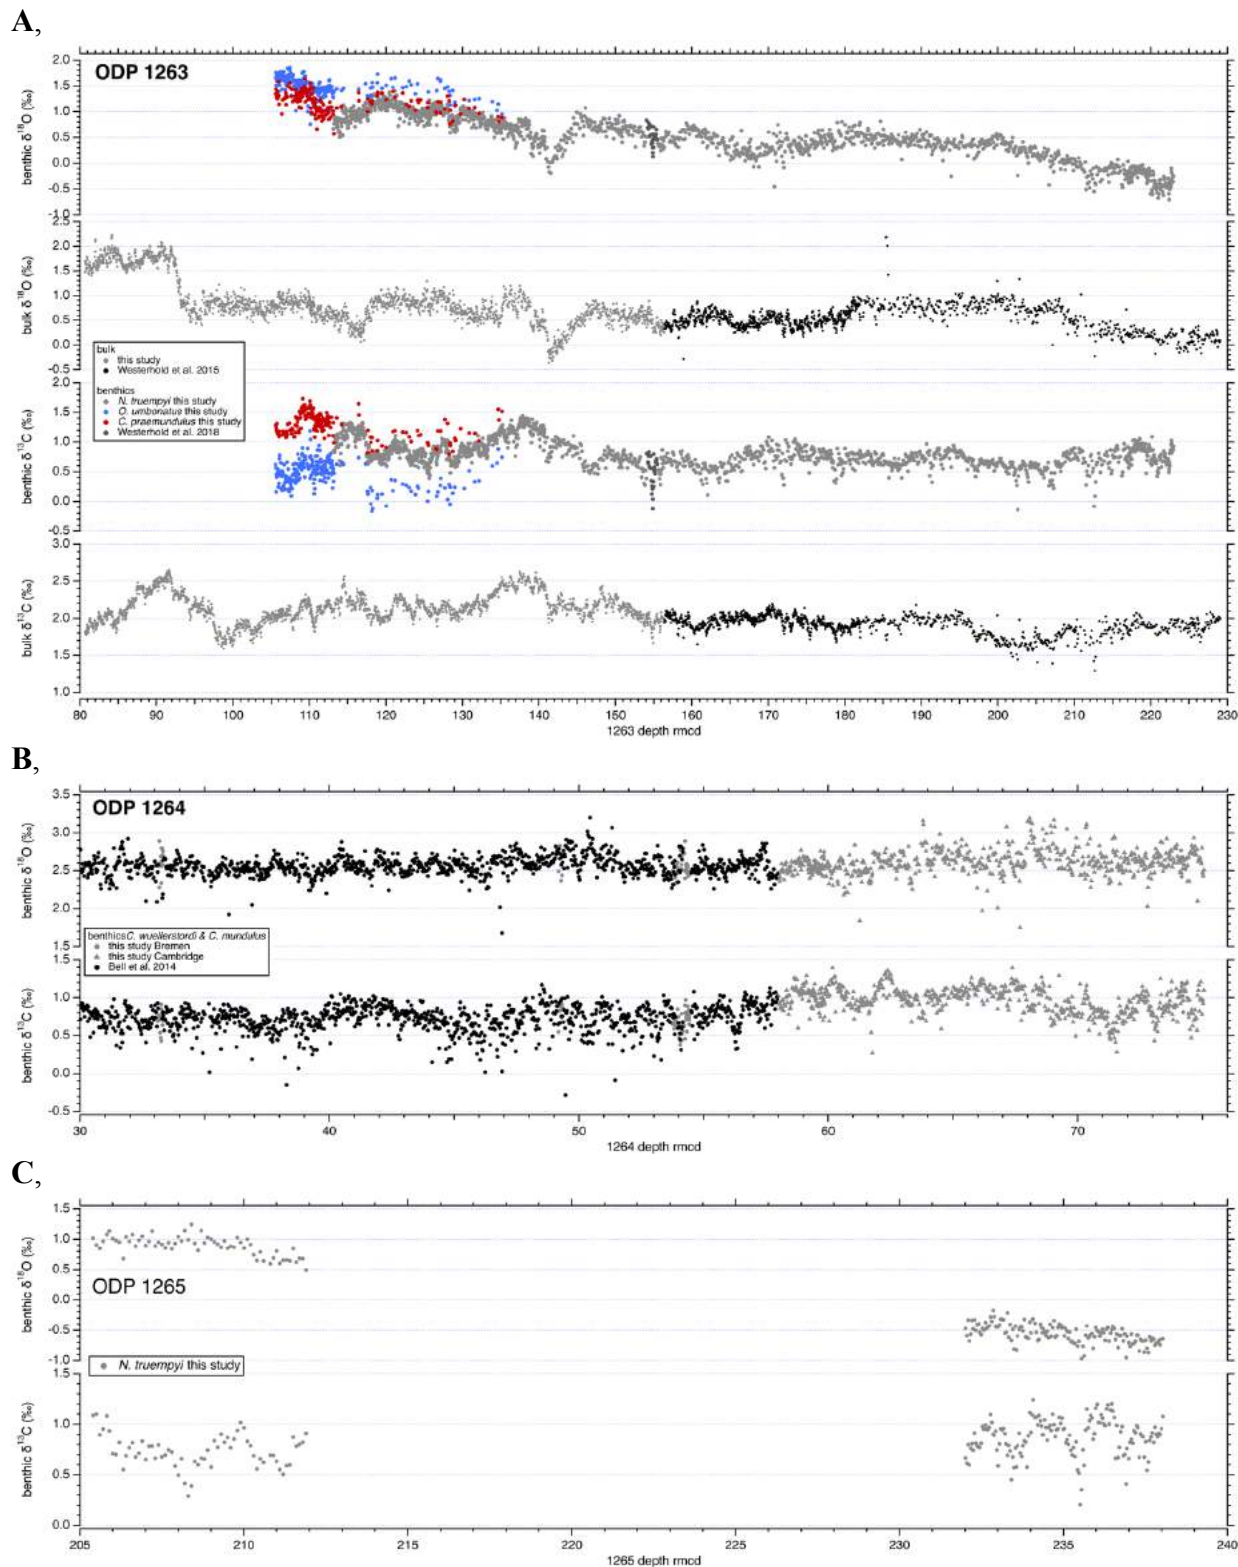 A,
ODP 1263
benthic δ18O (‰)
2.0
1.5
1.0
0.5
0.0
-0.5
-1.0
bulk δ18O (‰)
2.5
2.0
1.5
1.0
0.5
0.0
-0.5
bulk
this study
Westerhold et al. 2015
benthics
N. truempyi this study
O. umbonatus this study
C. praemundulus this study
Westerhold et al. 2018
benthic δ13C (‰)
2.0
1.5
1.0
0.5
0.0
-0.5
bulk δ13C (‰)
3.0
2.5
2.0
1.5
1.0
80 90 100 110 120 130 140 150 160 170 180 190 200 210 220 230
1263 depth rmcd
B,
ODP 1264
benthic δ18O (‰)
3.5
3.0
2.5
2.0
1.5
benthicsC. wuellerstordi & C. mundulus
this study Bremen
this study Cambridge
Bell et al. 2014
benthic δ13C (‰)
1.5
1.0
0.5
0.0
-0.5
30 40 50 60 70
1264 depth rmcd
C,
benthic δ18O (‰)
1.5
1.0
0.5
0.0
-0.5
-1.0
ODP 1265
N. truempyi this study
benthic δ13C (‰)
1.5
1.0
0.5
0.0
205 210 215 220 225 230 235 240
1265 depth rmcd